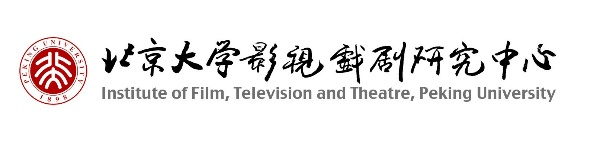 PEKING UNIVERSITY
1898
北京大学影视戏剧研究中心
Institute of Film, Television and Theatre, Peking University